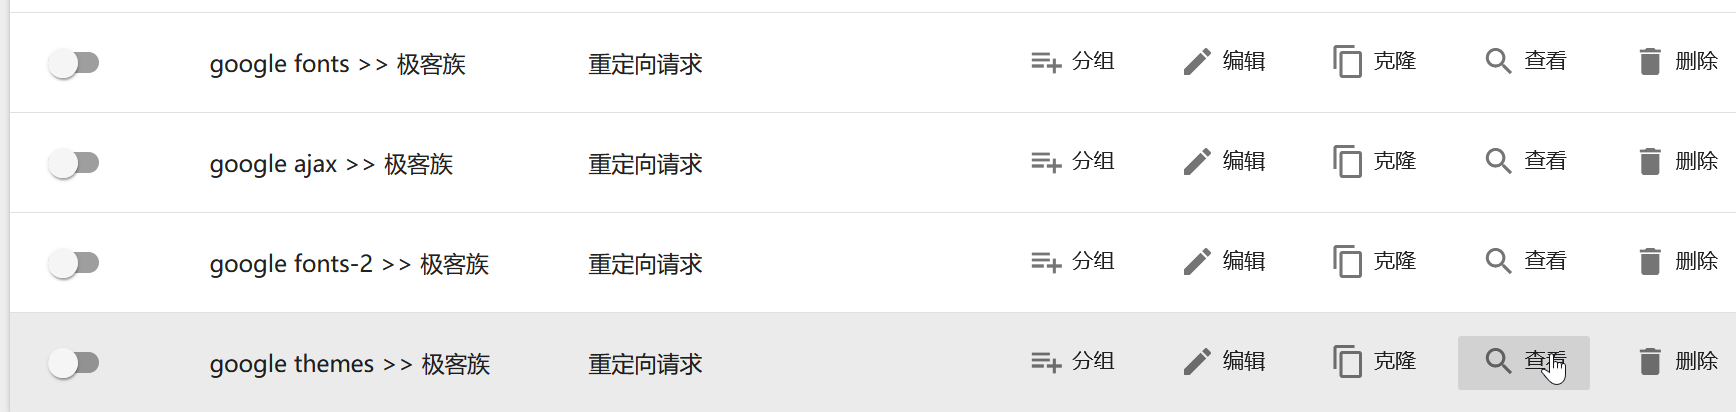 google fonts >> 极客族 重定向请求 分组 编辑 克隆 查看 删除
google ajax >> 极客族 重定向请求 分组 编辑 克隆 查看 删除
google fonts-2 >> 极客族 重定向请求 分组 编辑 克隆 查看 删除
google themes >> 极客族 重定向请求 分组 编辑 克隆 查看 删除